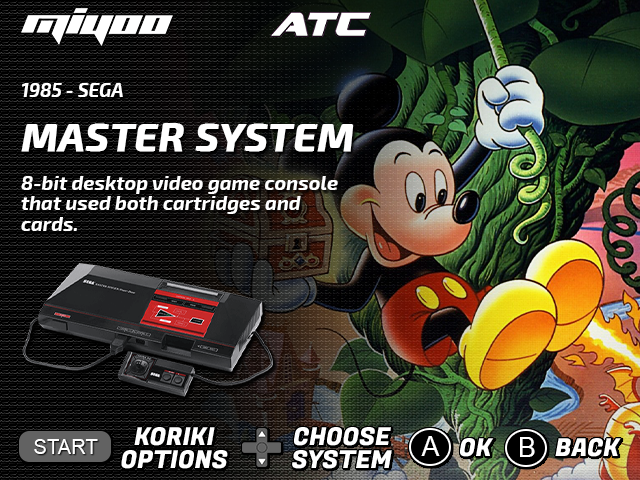 miyoo
ATC
1985 - SEGA
MASTER SYSTEM
8-bit desktop video game console
that used both cartridges and
cards.
SEGA
START
KORIKI
OPTIONS
CHOOSE
SYSTEM
A OK
B BACK